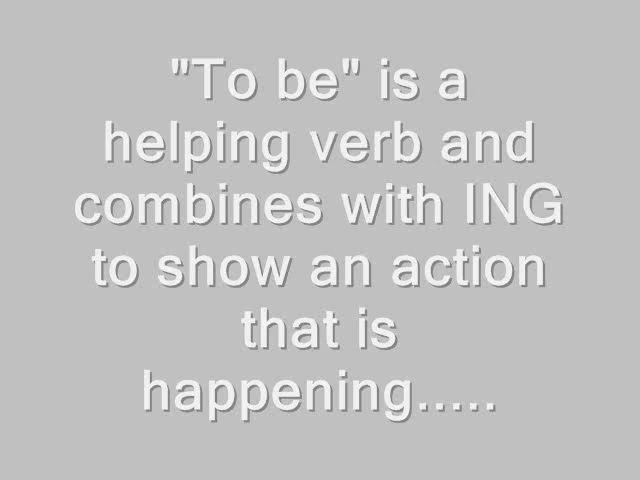 "To be" is a
helping verb and
combines with ING
to show an action
that is
happening.....